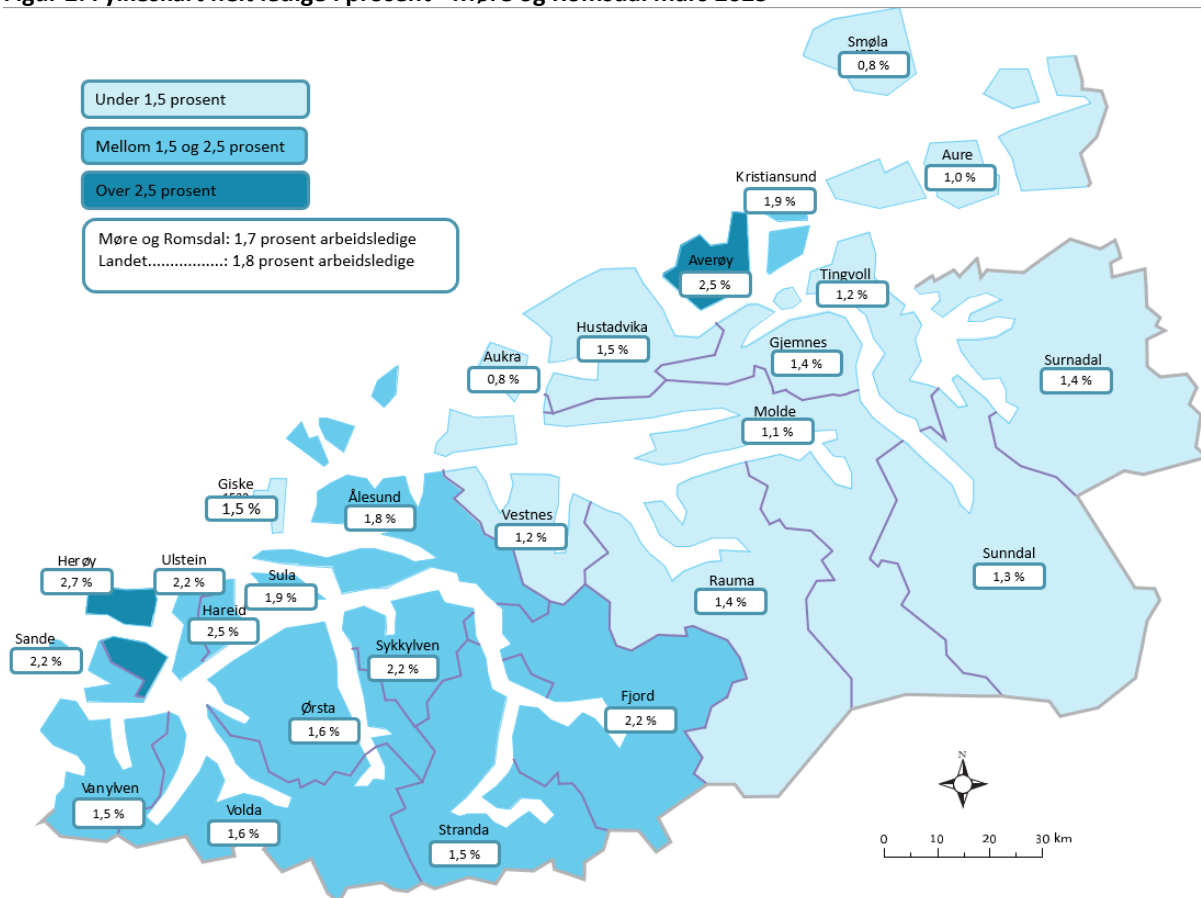 Under 1,5 prosent
Mellom 1,5 og 2,5 prosent
Over 2,5 prosent
Møre og Romsdal: 1,7 prosent arbeidsledige
Landet..................: 1,8 prosent arbeidsledige
Smøla
0,8 %
Aure
1,0 %
Kristiansund
1,9 %
Averøy
2,5 %
Tingvoll
1,2 %
Hustadvika
1,5 %
Gjemnes
1,4 %
Aukra
0,8 %
Surnadal
1,4 %
Molde
1,1 %
Giske
1,5 %
Ålesund
1,8 %
Vestnes
1,2 %
Sunndal
1,3 %
Herøy
2,7 %
Ulstein
2,2 %
Sula
1,9 %
Rauma
1,4 %
Hareid
2,5 %
Sande
2,2 %
Sykkylven
2,2 %
Fjord
2,2 %
Ørsta
1,6 %
Vanylven
1,5 %
Volda
1,6 %
Stranda
1,5 %
N
0 10 20 30 km